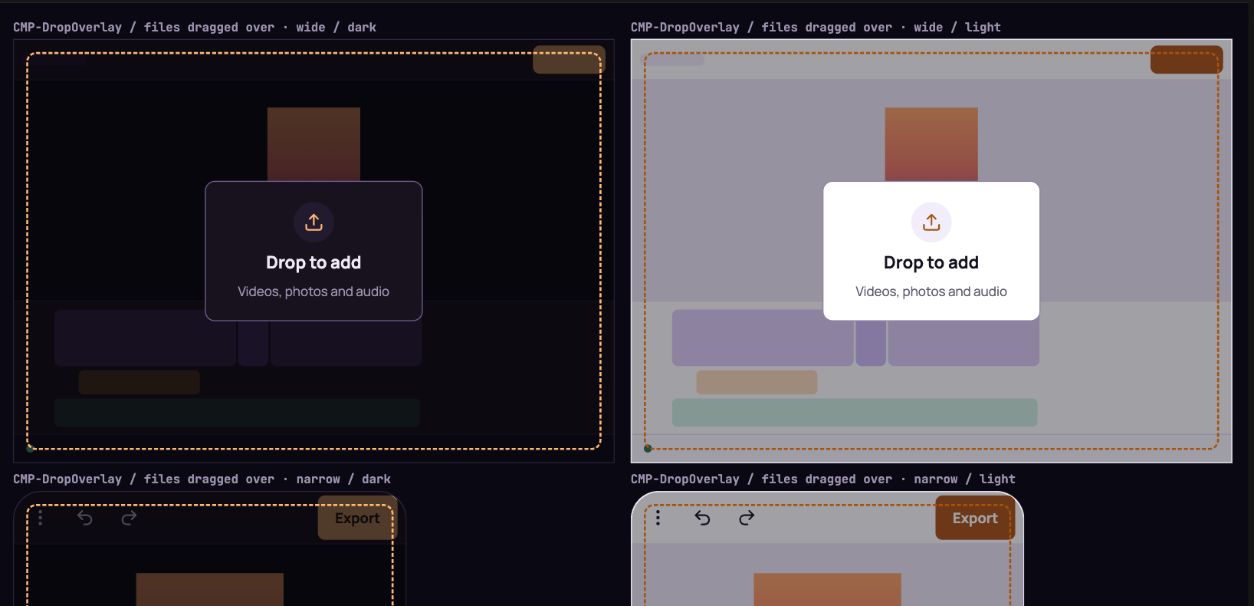 CMP-DropOverlay / files dragged over · wide / dark
CMP-DropOverlay / files dragged over · wide / light
Drop to add
Videos, photos and audio
Drop to add
Videos, photos and audio
CMP-DropOverlay / files dragged over · narrow / dark
CMP-DropOverlay / files dragged over · narrow / light
Export
Export